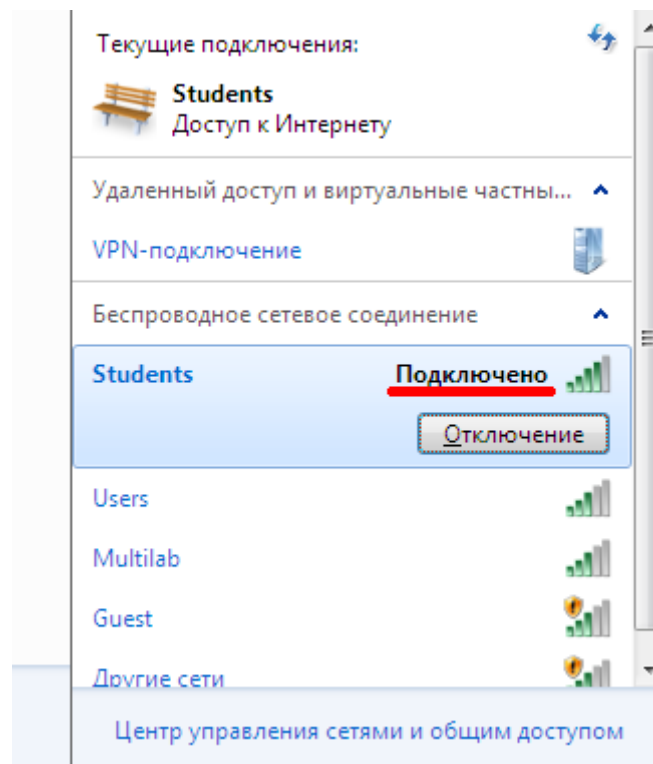 Текущие подключения:
Students
Доступ к Интернету
Удаленный доступ и виртуальные частны...
VPN-подключение
Беспроводное сетевое соединение
Students Подключено
Отключение
Users
Multilab
Guest
Другие сети
Центр управления сетями и общим доступом